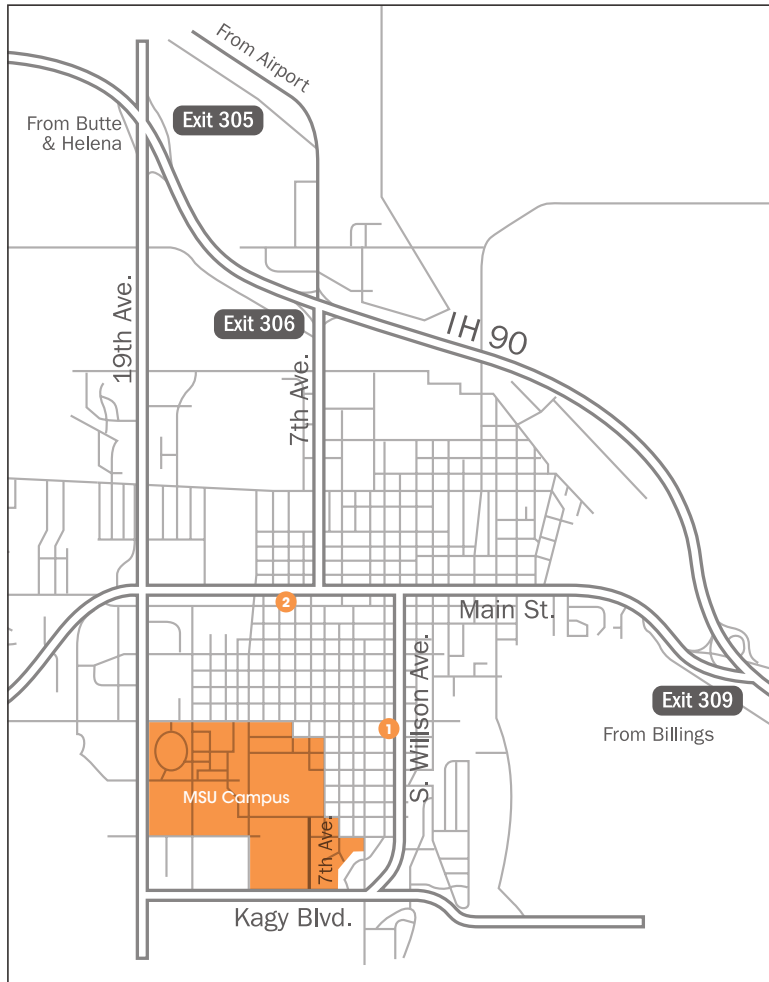 From Airport
Exit 305
From Butte
& Helena
19th Ave.
Exit 306
IH 90
7th Ave.
2
Main St.
S. Willson Ave.
Exit 309
1
From Billings
MSU Campus
7th Ave.
Kagy Blvd.